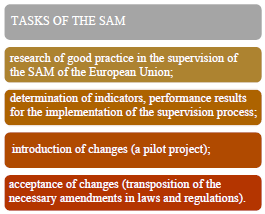 TASKS OF THE SAM
research of good practice in the supervision
of the SAM of the European Union;
determination of indicators, performance results
for the implementation of the supervision process;
introduction of changes (a pilot project);
acceptance of changes (transposition of the
necessary amendments in laws and regulations).